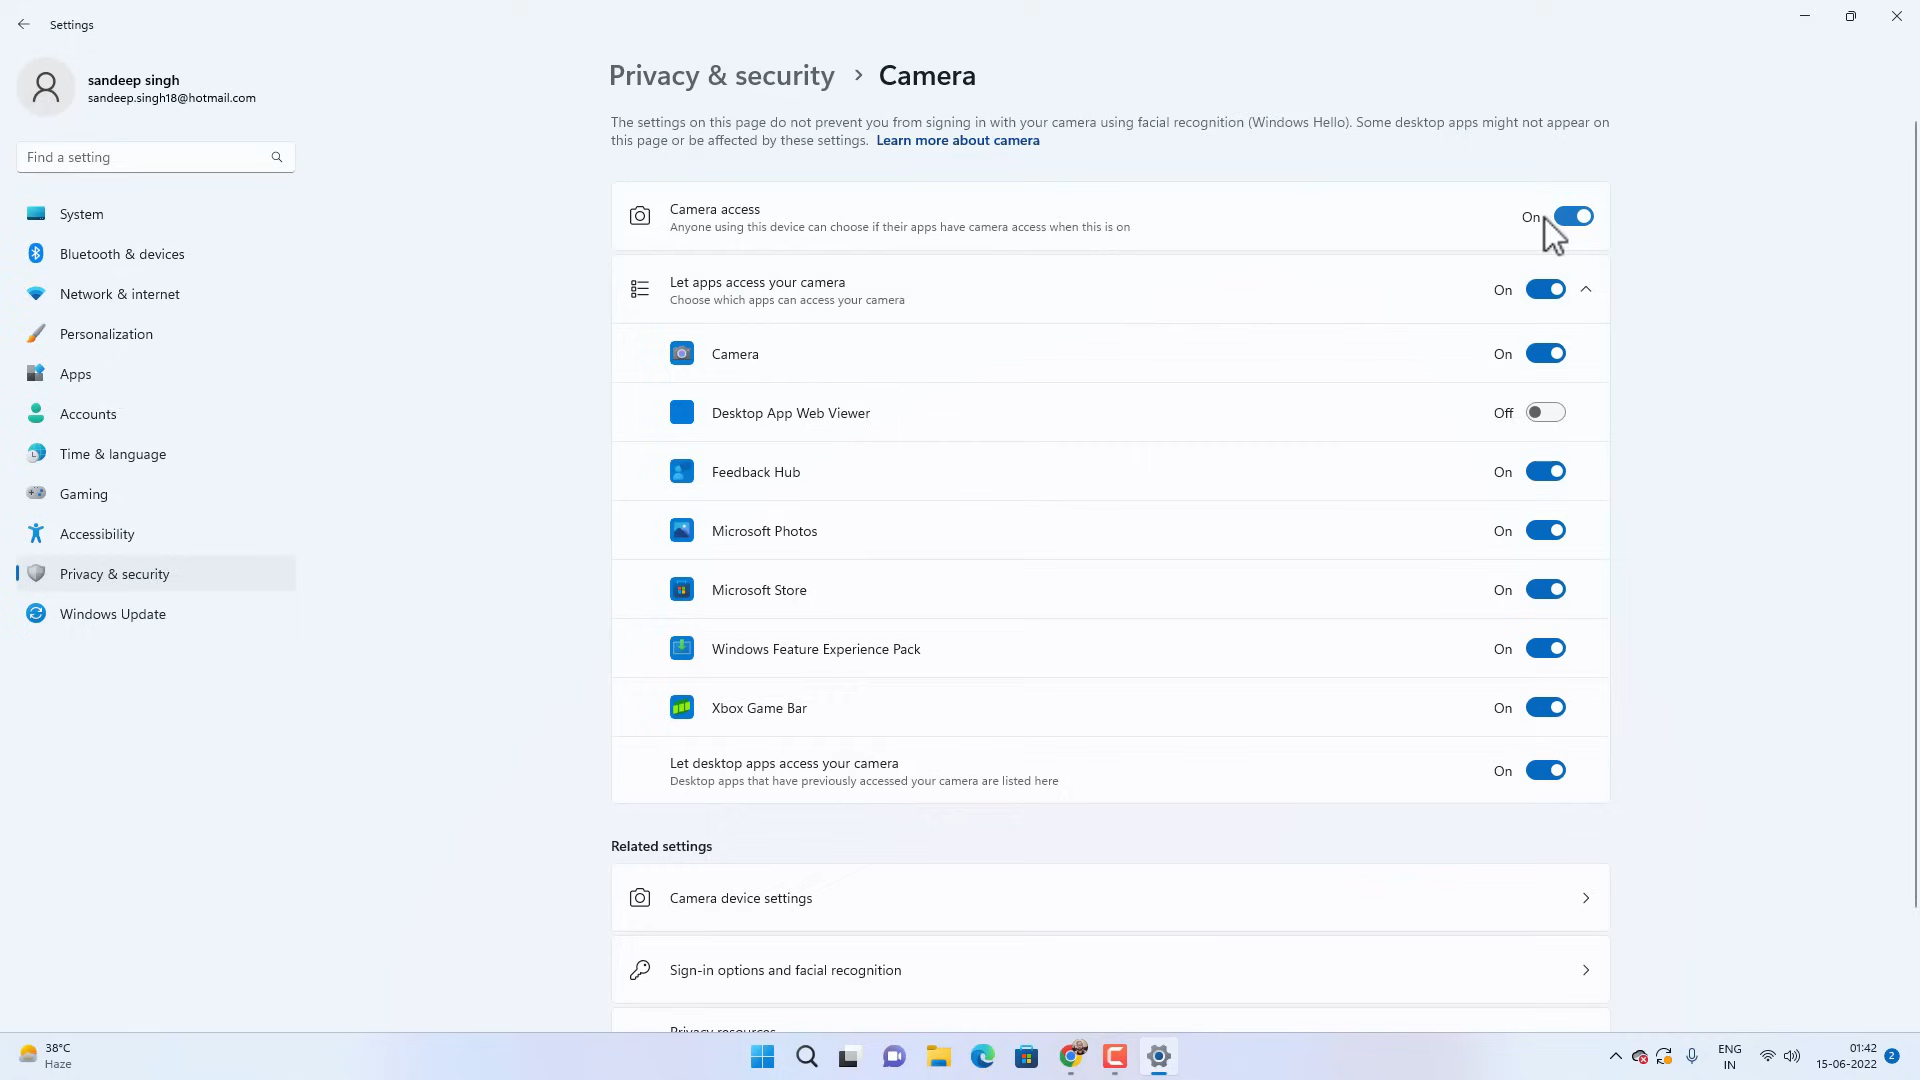 Settings
sandeep singh
sandeep.singh18@hotmail.com
Find a setting
System
Bluetooth & devices
Network & internet
Personalization
Apps
Accounts
Time & language
Gaming
Accessibility
Privacy & security
Windows Update
Privacy & security > Camera
The settings on this page do not prevent you from signing in with your camera using facial recognition (Windows Hello). Some desktop apps might not appear on
this page or be affected by these settings. Learn more about camera
Camera access
Anyone using this device can choose if their apps have camera access when this is on
On
Let apps access your camera
Choose which apps can access your camera
On
Camera On
Desktop App Web Viewer Off
Feedback Hub On
Microsoft Photos On
Microsoft Store On
Windows Feature Experience Pack On
Xbox Game Bar On
Let desktop apps access your camera
Desktop apps that have previously accessed your camera are listed here
On
Related settings
Camera device settings
Sign-in options and facial recognition
Privacy resources
38°C
Haze
ENG
IN
01:42
15-06-2022
2